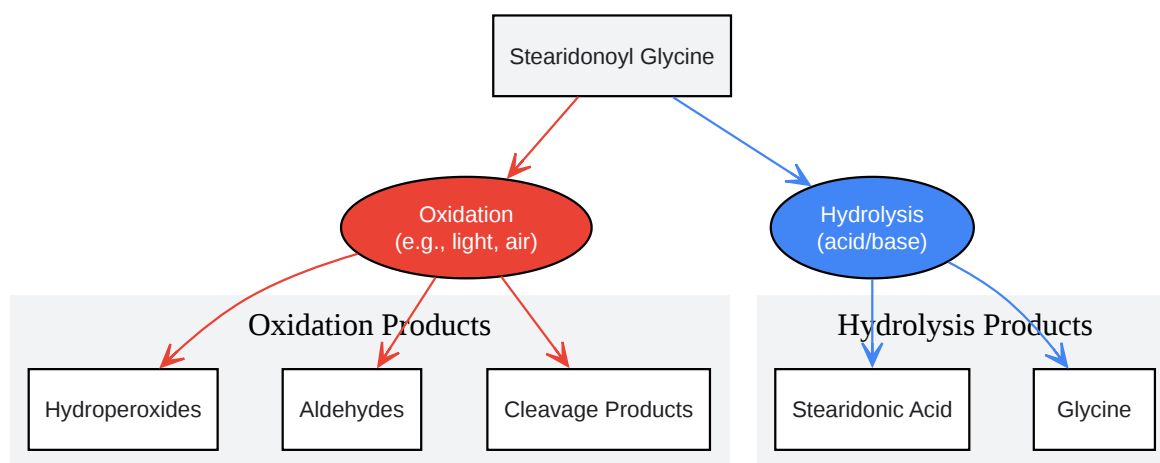 Stearidonoyl Glycine
Oxidation
(e.g., light, air)
Hydrolysis
(acid/base)
Oxidation Products
Hydrolysis Products
Hydroperoxides
Aldehydes
Cleavage Products
Stearidonic Acid
Glycine